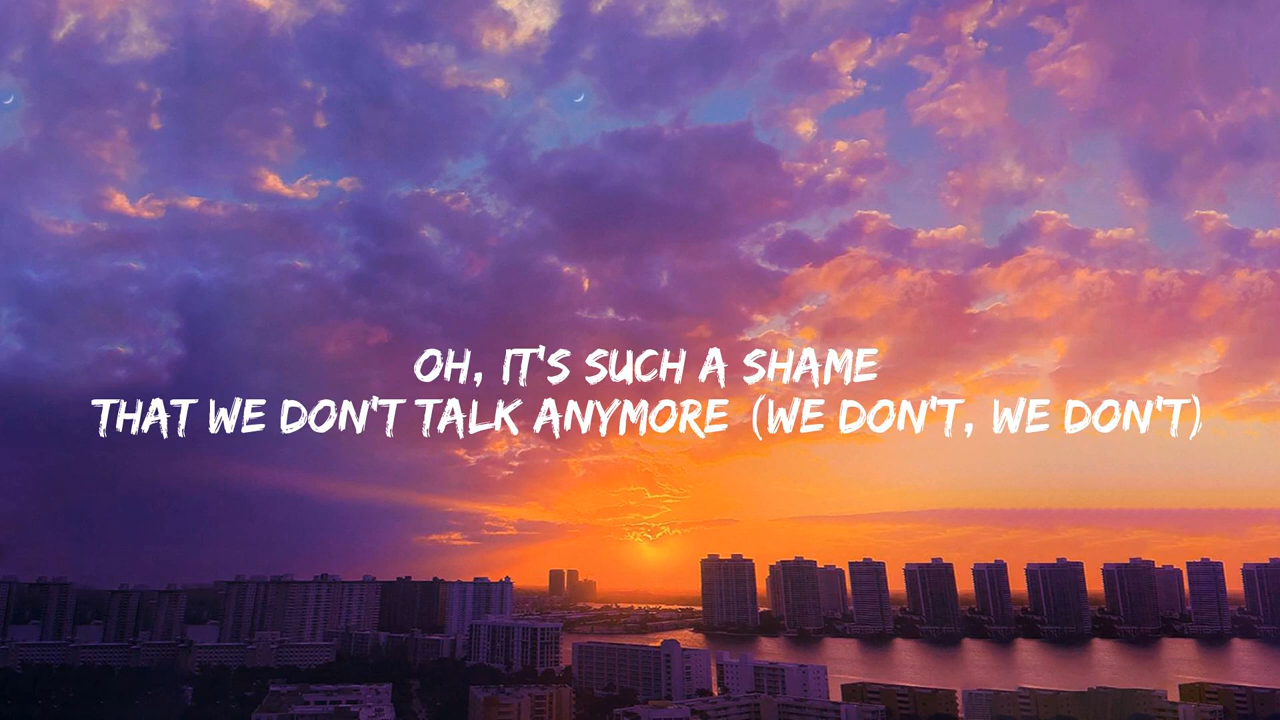 OH, IT'S SUCH A SHAME
THAT WE DON'T TALK ANYMORE (WE DON'T, WE DON'T)